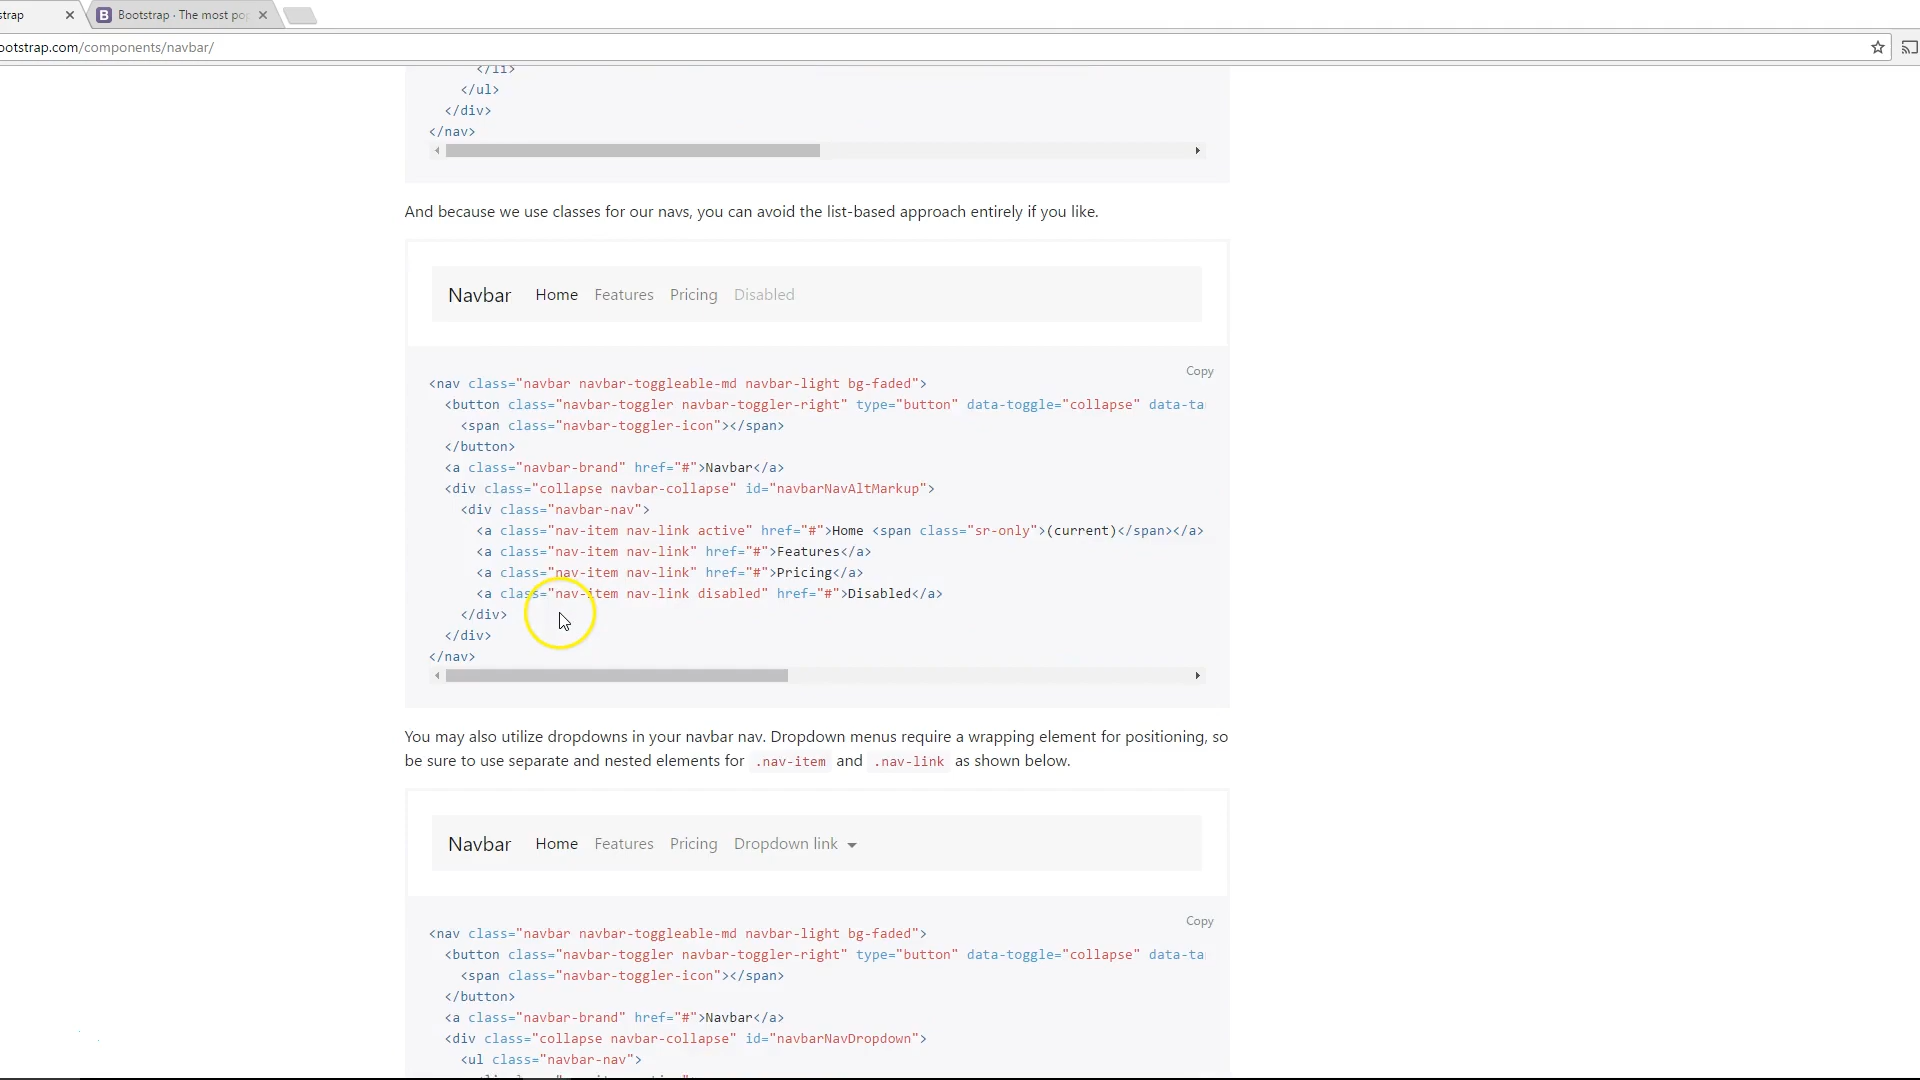 strap
Bootstrap · The most po
ootstrap.com/components/navbar/
</li>
</ul>
</div>
</nav>
And because we use classes for our navs, you can avoid the list-based approach entirely if you like.
Navbar Home Features Pricing Disabled
Copy
<nav class="navbar navbar-toggleable-md navbar-light bg-faded">
<button class="navbar-toggler navbar-toggler-right" type="button" data-toggle="collapse" data-ta
<span class="navbar-toggler-icon"></span>
</button>
<a class="navbar-brand" href="#">Navbar</a>
<div class="collapse navbar-collapse" id="navbarNavAltMarkup">
<div class="navbar-nav">
<a class="nav-item nav-link active" href="#">Home <span class="sr-only">(current)</span></a>
<a class="nav-item nav-link" href="#">Features</a>
<a class="nav-item nav-link" href="#">Pricing</a>
<a class="nav-item nav-link disabled" href="#">Disabled</a>
</div>
</div>
</nav>
You may also utilize dropdowns in your navbar nav. Dropdown menus require a wrapping element for positioning, so
be sure to use separate and nested elements for .nav-item and .nav-link as shown below.
Navbar Home Features Pricing Dropdown link
Copy
<nav class="navbar navbar-toggleable-md navbar-light bg-faded">
<button class="navbar-toggler navbar-toggler-right" type="button" data-toggle="collapse" data-ta
<span class="navbar-toggler-icon"></span>
</button>
<a class="navbar-brand" href="#">Navbar</a>
<div class="collapse navbar-collapse" id="navbarNavDropdown">
<ul class="navbar-nav">